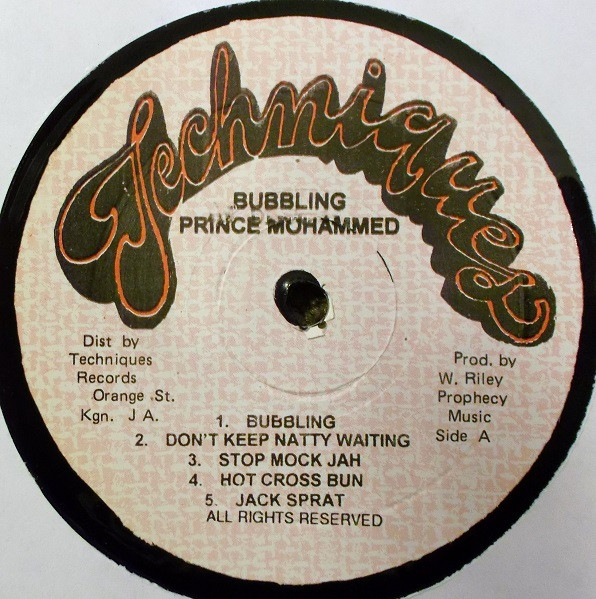 Techniques
BUBBLING
PRINCE MOHAMMED
Dist by
Techniques
Records
Orange St.
Kgn. J A.
Prod. by
W. Riley
Prophecy
Music
Side A
1. BUBBLING
2. DON'T KEEP NATTY WAITING
3. STOP MOCK JAH
4. HOT CROSS BUN
5. JACK SPRAT
ALL RIGHTS RESERVED